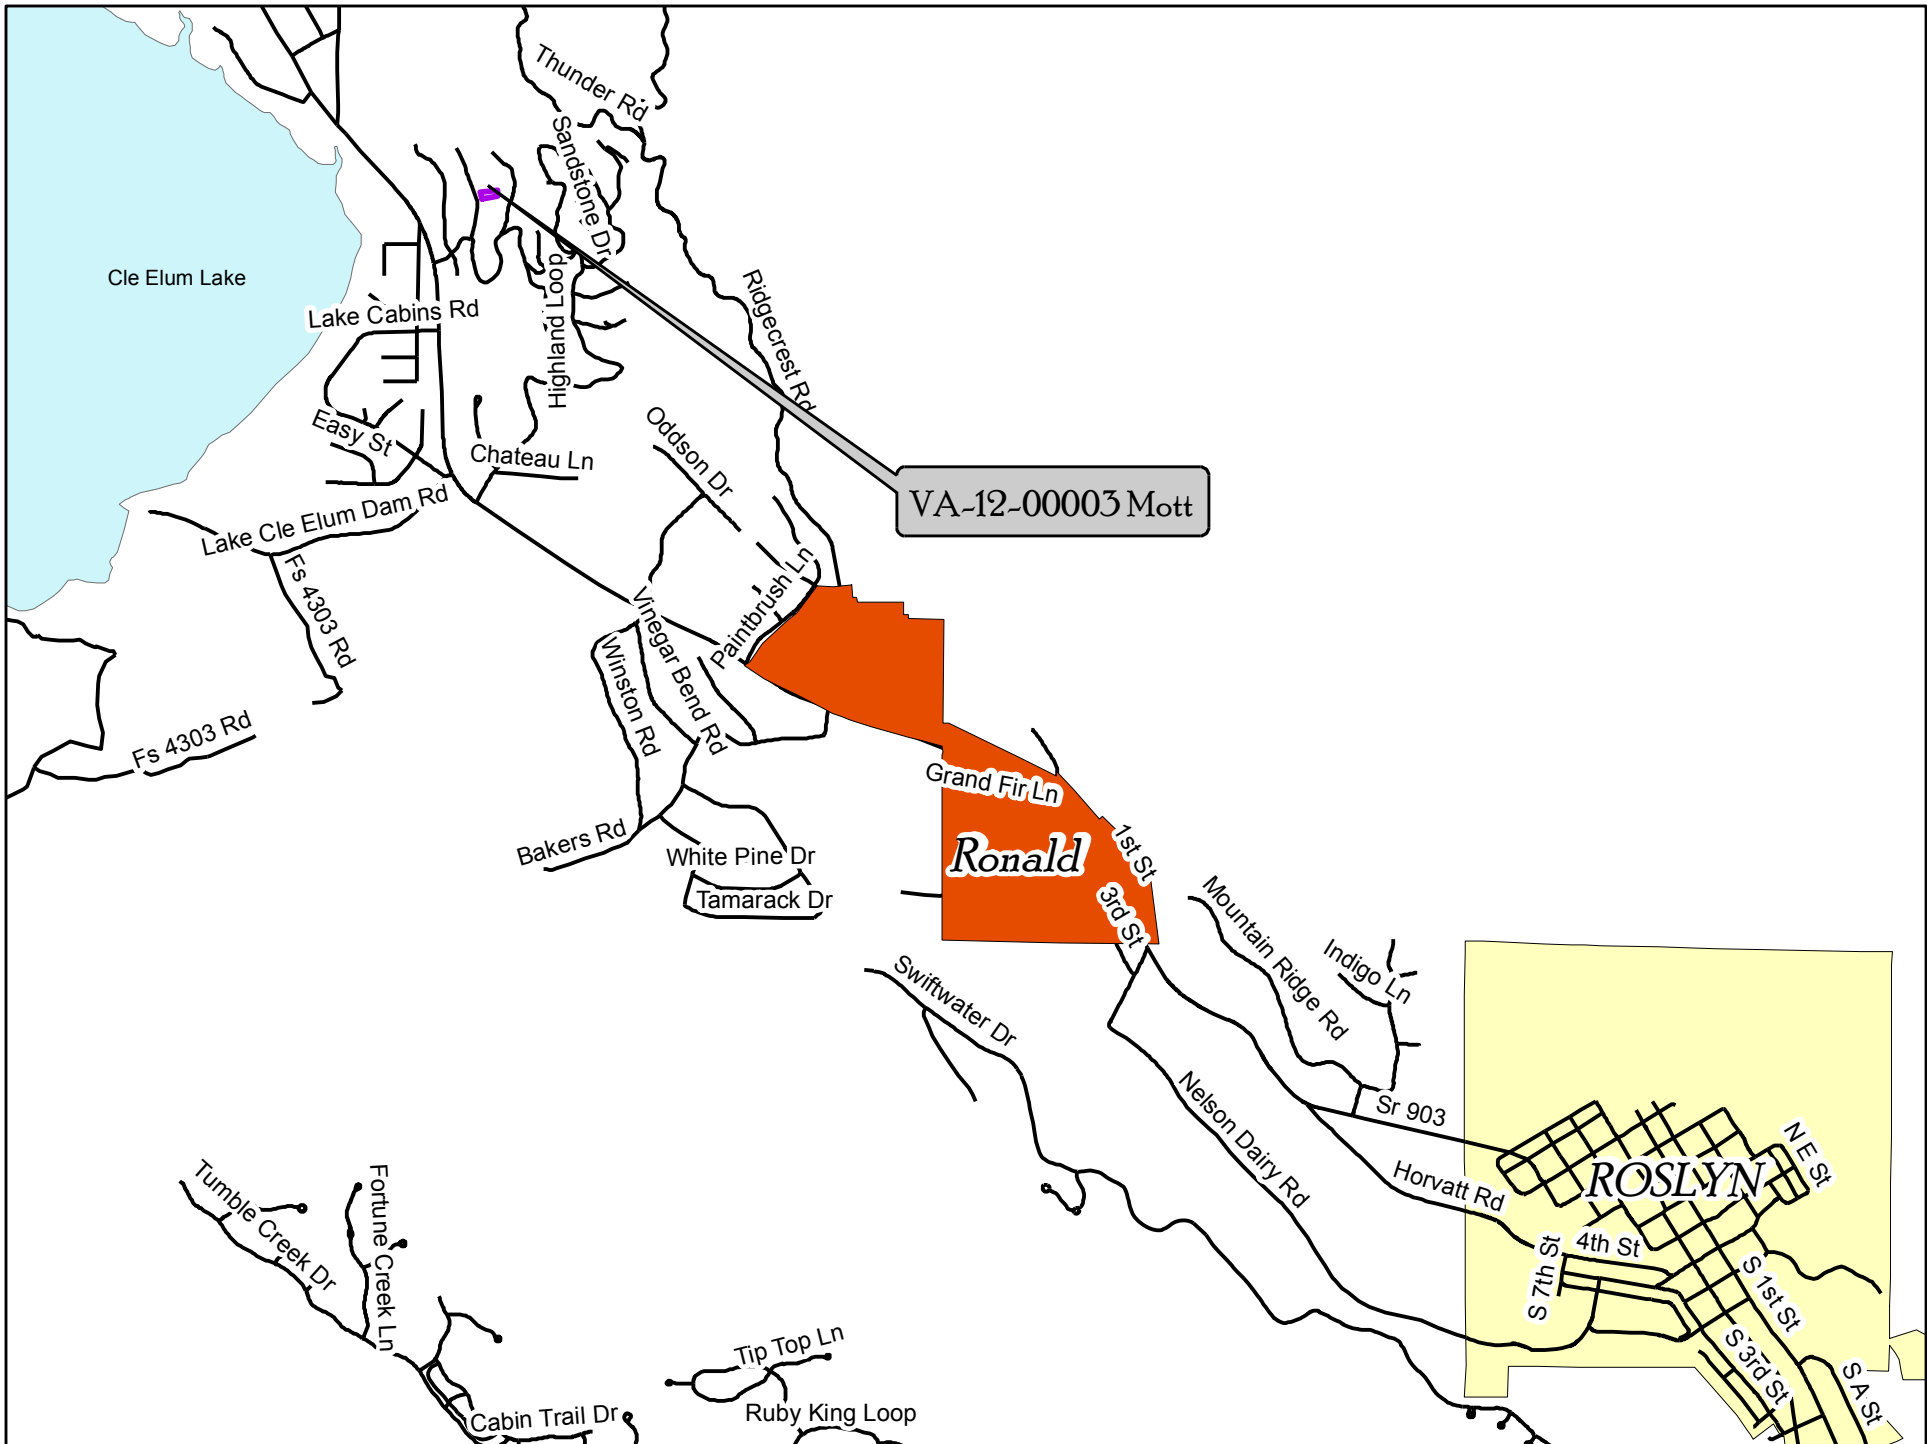 Thunder Rd
Sandstone Dr
Cle Elum Lake
Lake Cabins Rd
Highland Loop
Ridgecrest Rd
Easy St
Chateau Ln
Oddson Dr
VA-12-00003 Mott
Lake Cle Elum Dam Rd
Fs 4303 Rd
Paintbrush Ln
Vinegar Bend Rd
Winston Rd
Fs 4303 Rd
Grand Fir Ln
Bakers Rd
White Pine Dr
Tamarack Dr
Ronald
1st St
3rd St
Mountain Ridge Rd
Indigo Ln
Swiftwater Dr
Nelson Dairy Rd
Sr 903
Horvatt Rd
ROSLYN
N E St
4th St
S 7th St
S 1st St
S 3rd St
S A St
Tumble Creek Dr
Fortune Creek Ln
Tip Top Ln
Cabin Trail Dr
Ruby King Loop